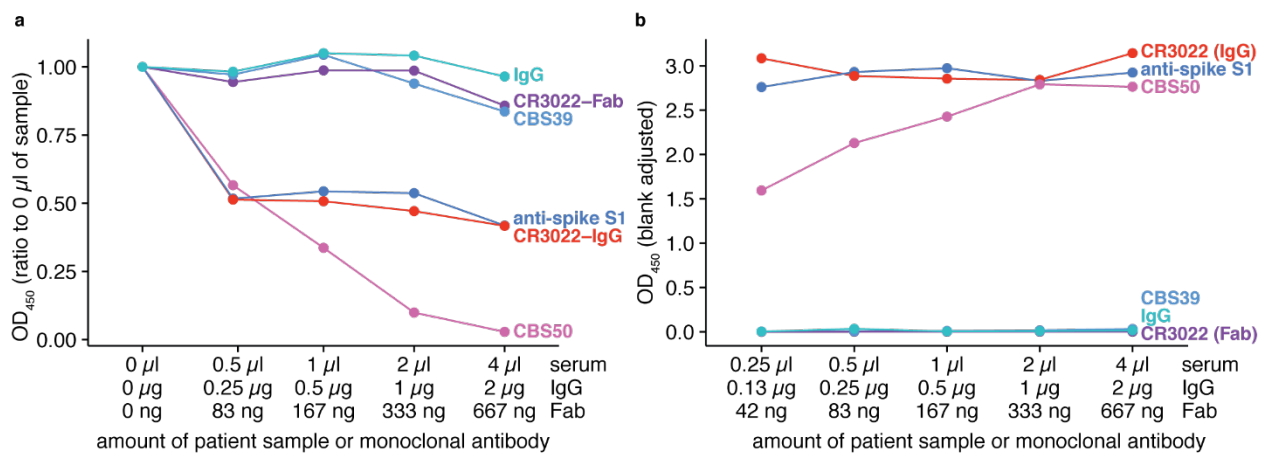 a
OD450 (ratio to 0 µl of sample)
1.00
0.75
0.50
0.25
0.00
IgG
CR3022–Fab
CBS39
anti-spike S1
CR3022–IgG
CBS50
0 µl 0.5 µl 1 µl 2 µl 4 µl serum
0 µg 0.25 µg 0.5 µg 1 µg 2 µg IgG
0 ng 83 ng 167 ng 333 ng 667 ng Fab
amount of patient sample or monoclonal antibody
b
OD450 (blank adjusted)
3.0
2.5
2.0
1.5
1.0
0.5
0.0
CR3022 (IgG)
anti-spike S1
CBS50
CBS39
IgG
CR3022 (Fab)
0.25 µl 0.5 µl 1 µl 2 µl 4 µl serum
0.13 µg 0.25 µg 0.5 µg 1 µg 2 µg IgG
42 ng 83 ng 167 ng 333 ng 667 ng Fab
amount of patient sample or monoclonal antibody